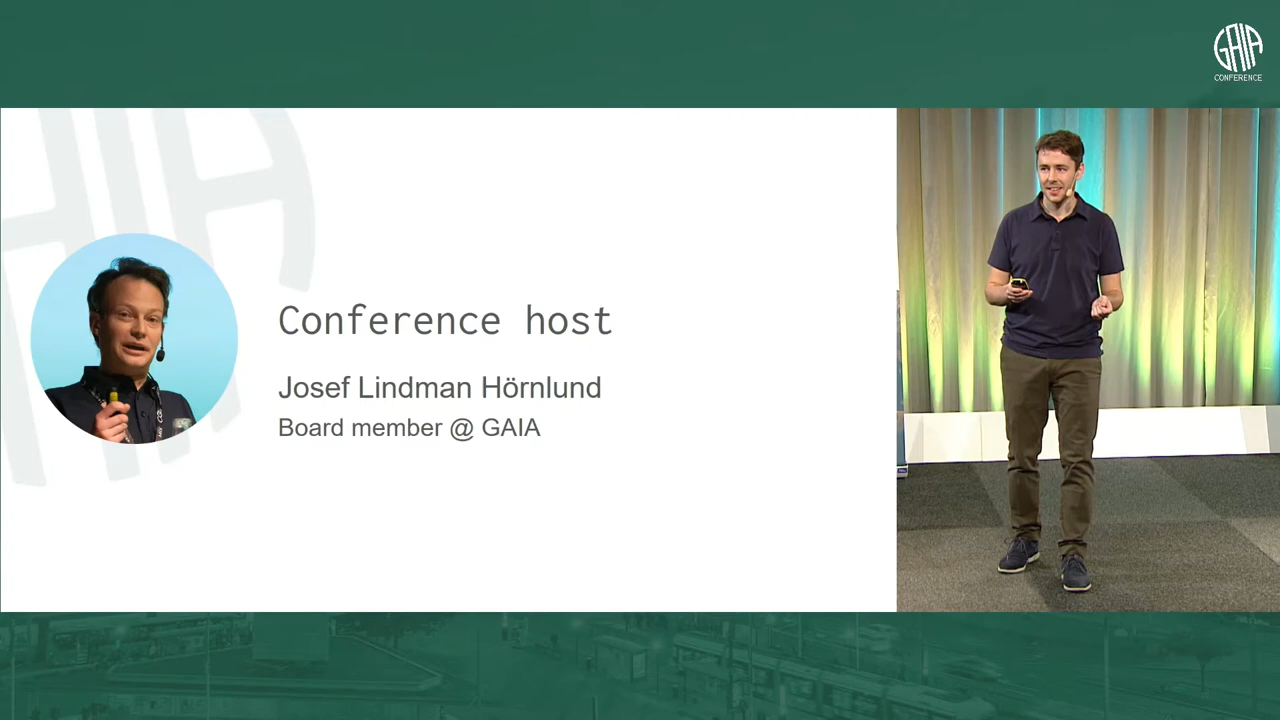 GAIA
CONFERENCE
Conference host
Josef Lindman Hörnlund
Board member @ GAIA